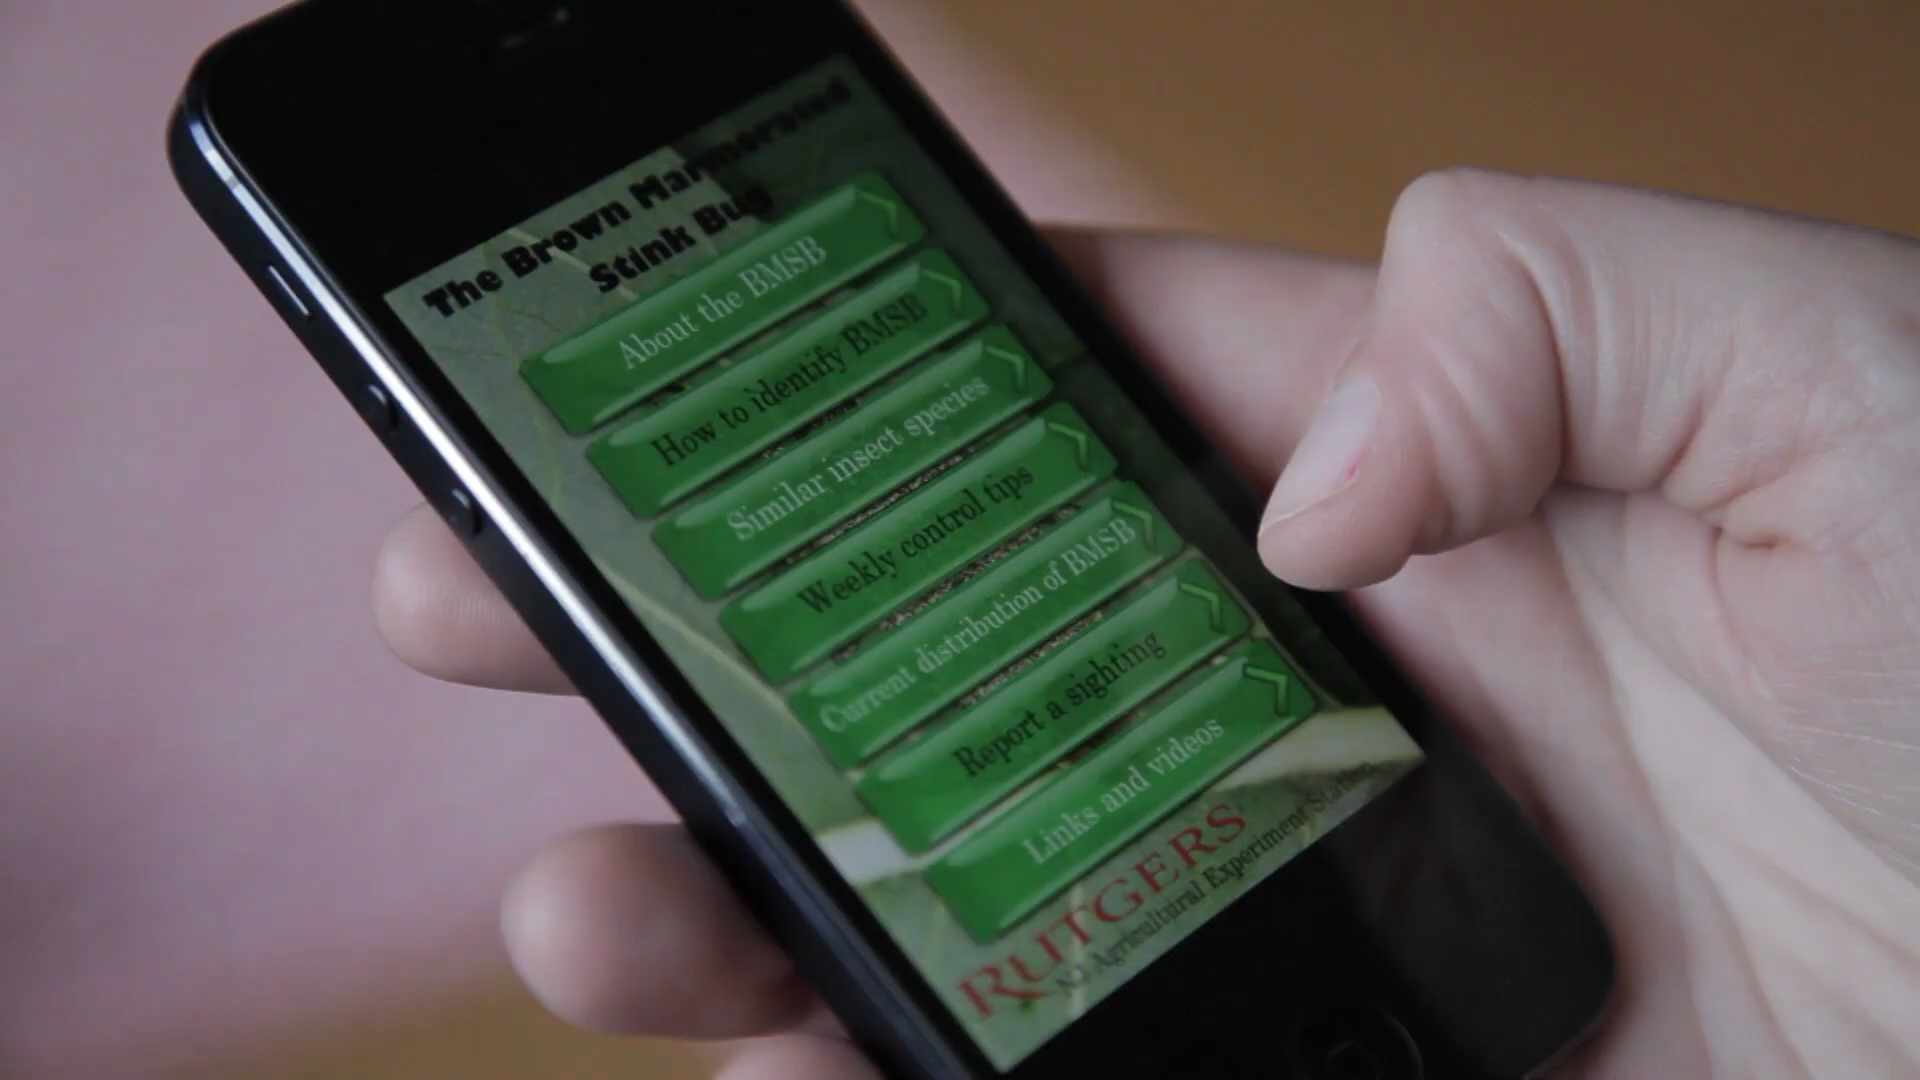 The Brown Marmorated
Stink Bug
About the BMSB
How to identify BMSB
Similar insect species
Weekly control tips
Current distribution of BMSB
Report a sighting
Links and videos
RUTGERS
NJ Agricultural Experiment Station